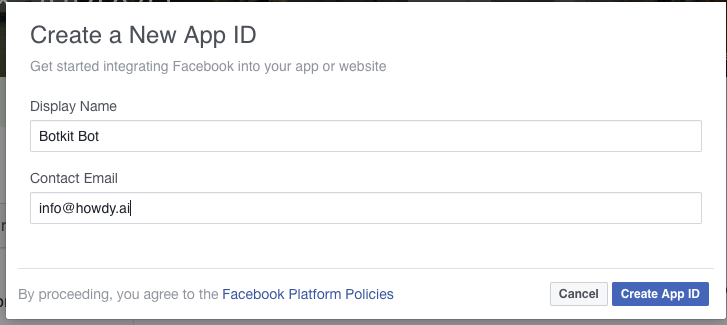 Create a New App ID
Get started integrating Facebook into your app or website
Display Name
Botkit Bot
Contact Email
info@howdy.ai
By proceeding, you agree to the Facebook Platform Policies
Cancel
Create App ID